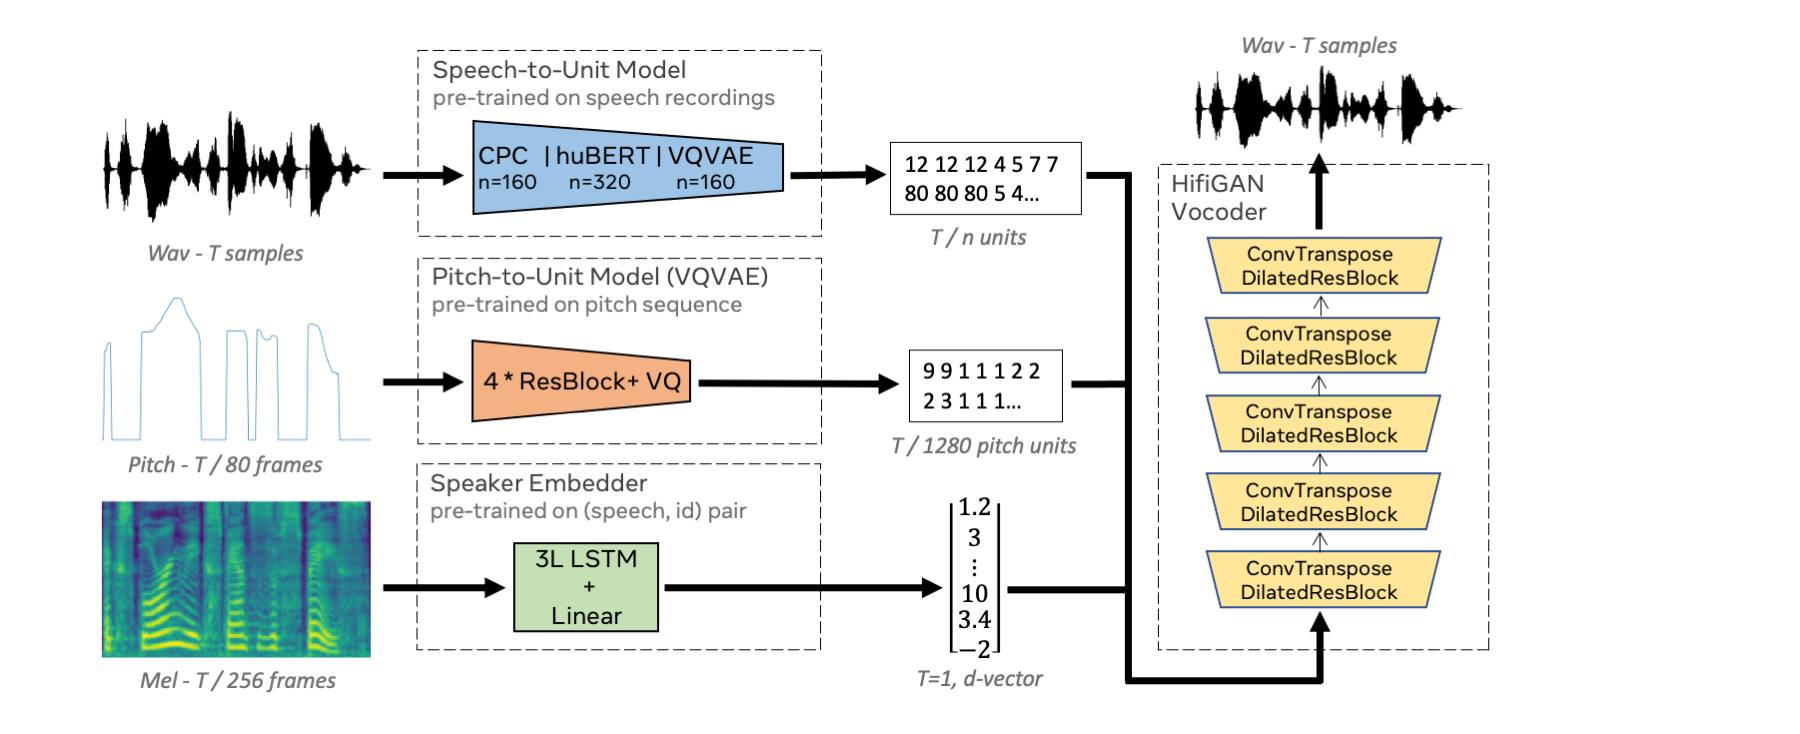 Wav - T samples
Speech-to-Unit Model
pre-trained on speech recordings
CPC | huBERT | VQVAE
n=160 n=320 n=160
12 12 12 4 5 7 7
80 80 80 5 4...
T / n units
Pitch - T / 80 frames
Pitch-to-Unit Model (VQVAE)
pre-trained on pitch sequence
4 * ResBlock+ VQ
9 9 1 1 1 2 2
2 3 1 1 1...
T / 1280 pitch units
Mel - T / 256 frames
Speaker Embedder
pre-trained on (speech, id) pair
3L LSTM
+
Linear
1.2
3
⋮
10
3.4
−2
T=1, d-vector
Wav - T samples
HifiGAN
Vocoder
ConvTranspose
DilatedResBlock
ConvTranspose
DilatedResBlock
ConvTranspose
DilatedResBlock
ConvTranspose
DilatedResBlock
ConvTranspose
DilatedResBlock